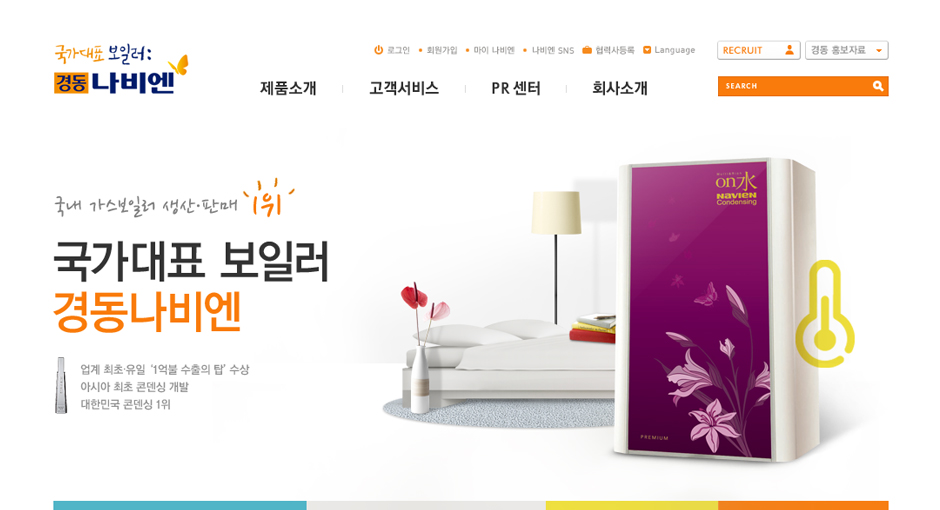 국가대표 보일러:
경동 나비엔
로그인
회원가입
마이 나비엔
나비엔 SNS
협력사등록
Language
RECRUIT
경동 홍보자료
제품소개
고객서비스
PR 센터
회사소개
SEARCH
국내 가스보일러 생산·판매 1위
국가대표 보일러
경동나비엔
업계 최초·유일 '1억불 수출의 탑' 수상
아시아 최초 콘덴싱 개발
대한민국 콘덴싱 1위
on水
NAVIEN
Condensing
PREMIUM